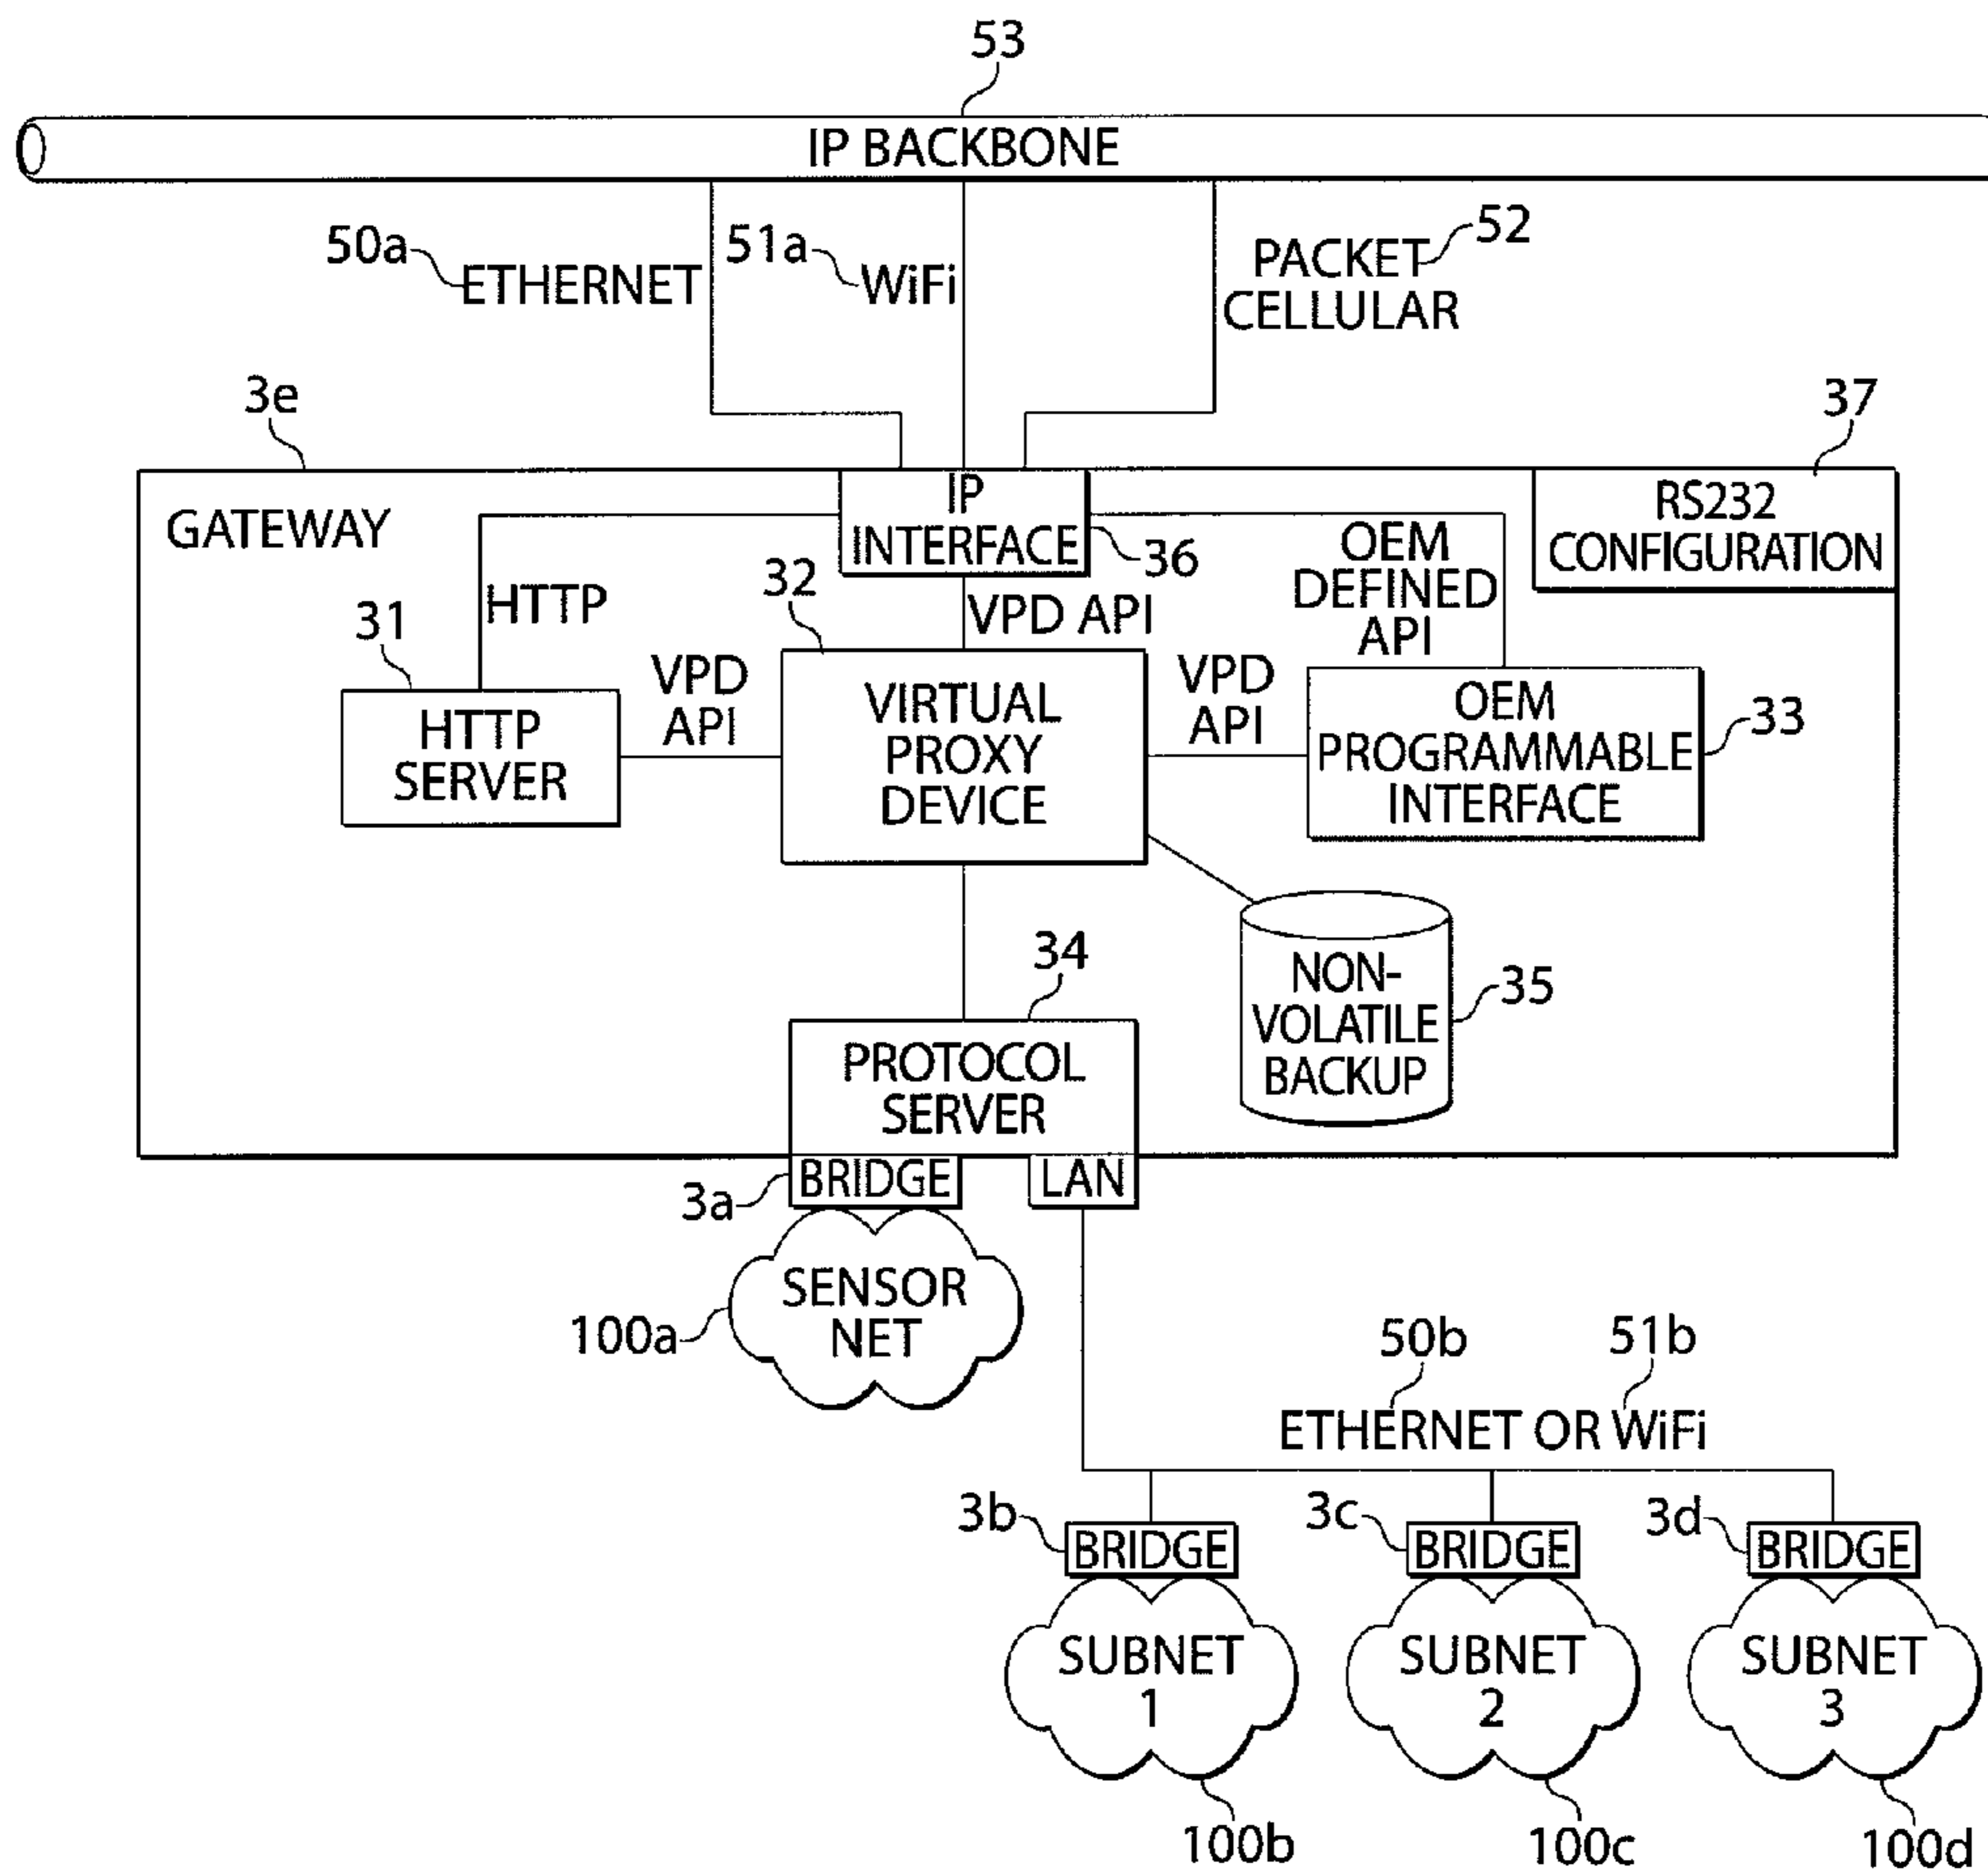 53
IP BACKBONE
50a
ETHERNET
51a
WiFi
52
PACKET
CELLULAR
3e
37
GATEWAY
IP
INTERFACE
36
RS232
CONFIGURATION
HTTP
VPD API
OEM
DEFINED
API
31
HTTP
SERVER
VPD
API
32
VIRTUAL
PROXY
DEVICE
VPD
API
OEM
PROGRAMMABLE
INTERFACE
33
34
PROTOCOL
SERVER
NON-
VOLATILE
BACKUP
35
3a
BRIDGE
LAN
100a
SENSOR
NET
50b
51b
ETHERNET OR WiFi
3b
BRIDGE
3c
BRIDGE
3d
BRIDGE
SUBNET
1
SUBNET
2
SUBNET
3
100b
100c
100d